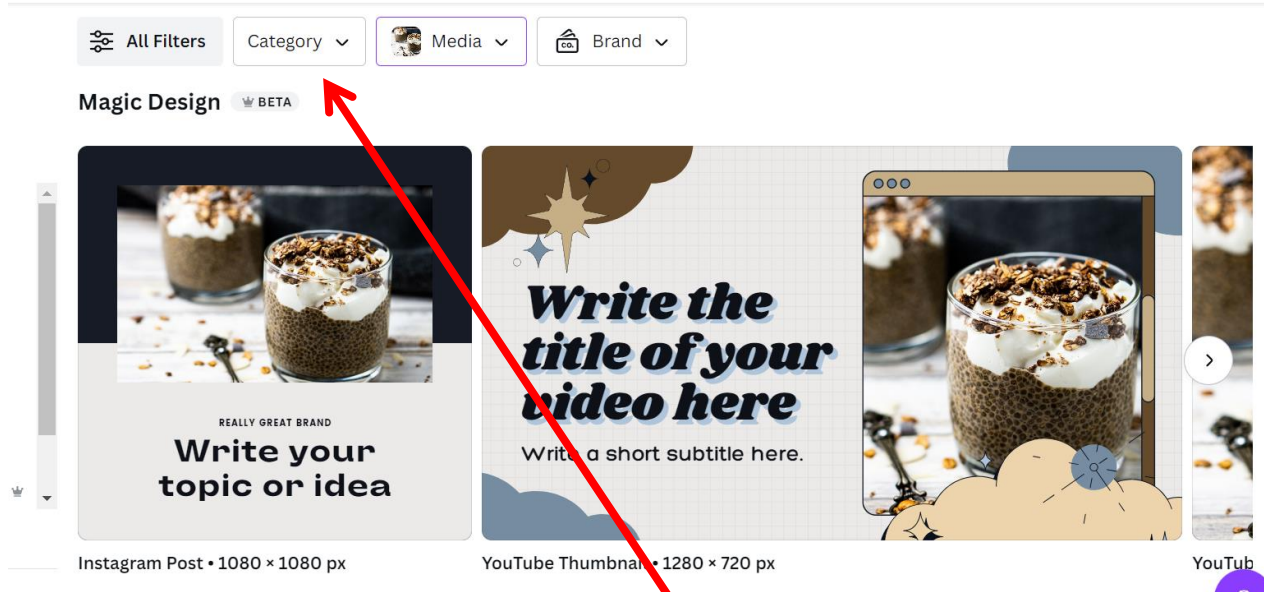 All Filters
Category
Media
CO.
Brand
Magic Design
BETA
REALLY GREAT BRAND
Write your
topic or idea
Write the
title of your
video here
Write a short subtitle here.
Instagram Post • 1080 × 1080 px
YouTube Thumbnail • 1280 × 720 px
YouTub